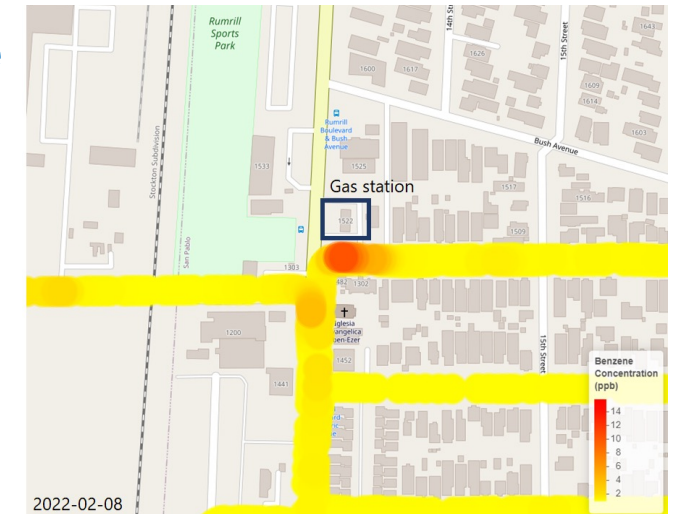 Rumrill
Sports
Park
14th St
15th Street
1643
1626
1600
1617
1609
1614
1603
Rumrill
Boulevard
& Bush
Avenue
Bush Avenue
Stockton Subdivision
1533
1525
Gas station
1517
1516
1522
1509
San Pablo
1303
1302
Iglesia
1200
1452
15th Street
1441
Benzene
Concentration
(ppb)
14
12
10
8
6
4
2
2022-02-08